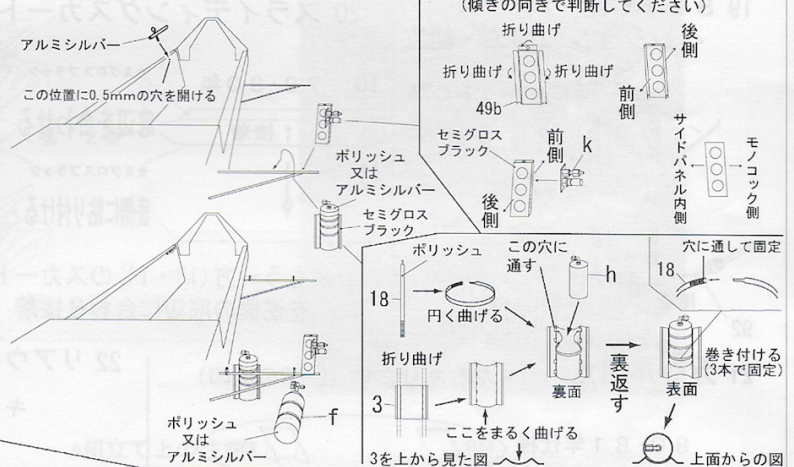 アルミシルバー
この位置に0.5mmの穴を開ける
ポリッシュ
又は
アルミシルバー
セミグロス
ブラック
ポリッシュ
又は
アルミシルバー
f
(傾きの向きで判断してください)
折り曲げ
折り曲げ
折り曲げ
49b
後側
前側
セミグロス
ブラック
前側
k
後側
サイドパネル内側
モノコック側
ポリッシュ
18
円く曲げる
この穴に
通す
h
裏面
裏返す
穴に通して固定
18
巻き付ける
(3本で固定)
表面
折り曲げ
3
ここをまるく曲げる
3を上から見た図
上面からの図